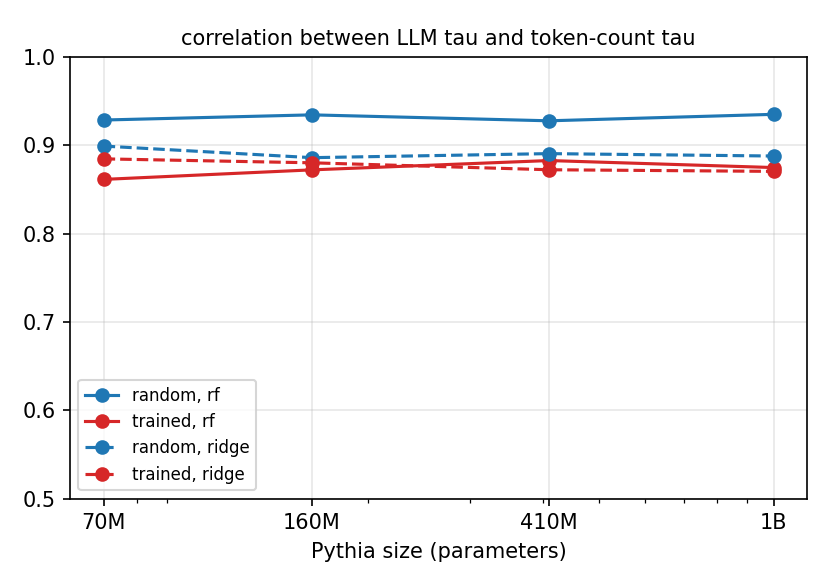 correlation between LLM tau and token-count tau
1.0
0.9
0.8
0.7
0.6
0.5
random, rf
trained, rf
random, ridge
trained, ridge
70M 160M 410M 1B
Pythia size (parameters)